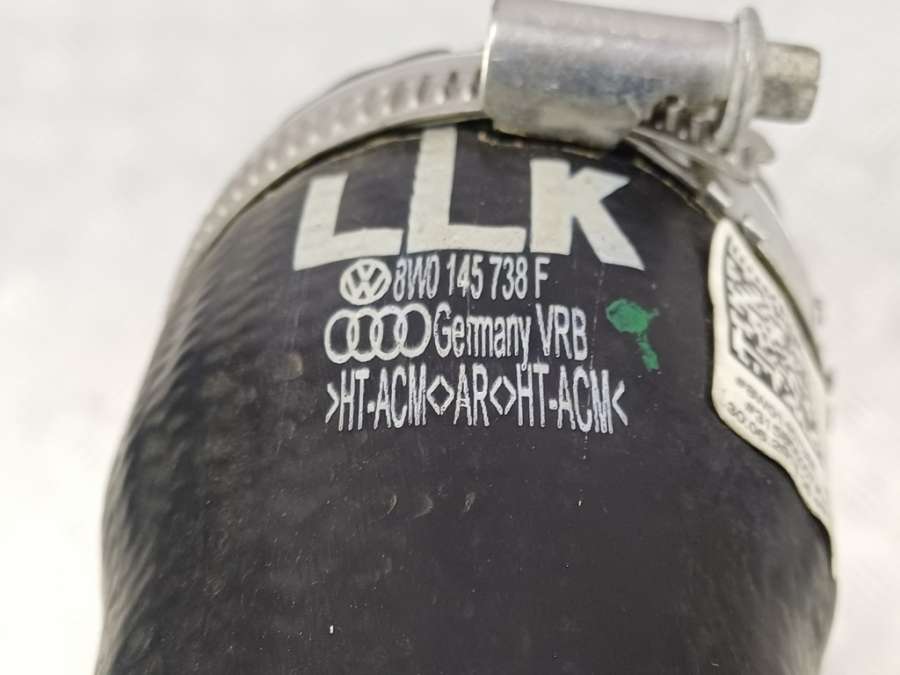 LLK
8W0 145 738 F
Germany VRB
>HT-ACM<>AR<>HT-ACM<